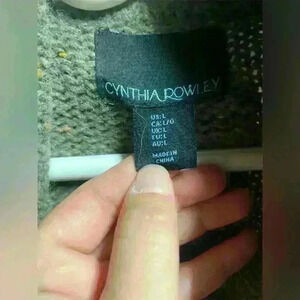 CYNTHIA ROWLEY
US:L
CA:L/G
UK:L
EU:L
AU:L
MADE IN
CHINA